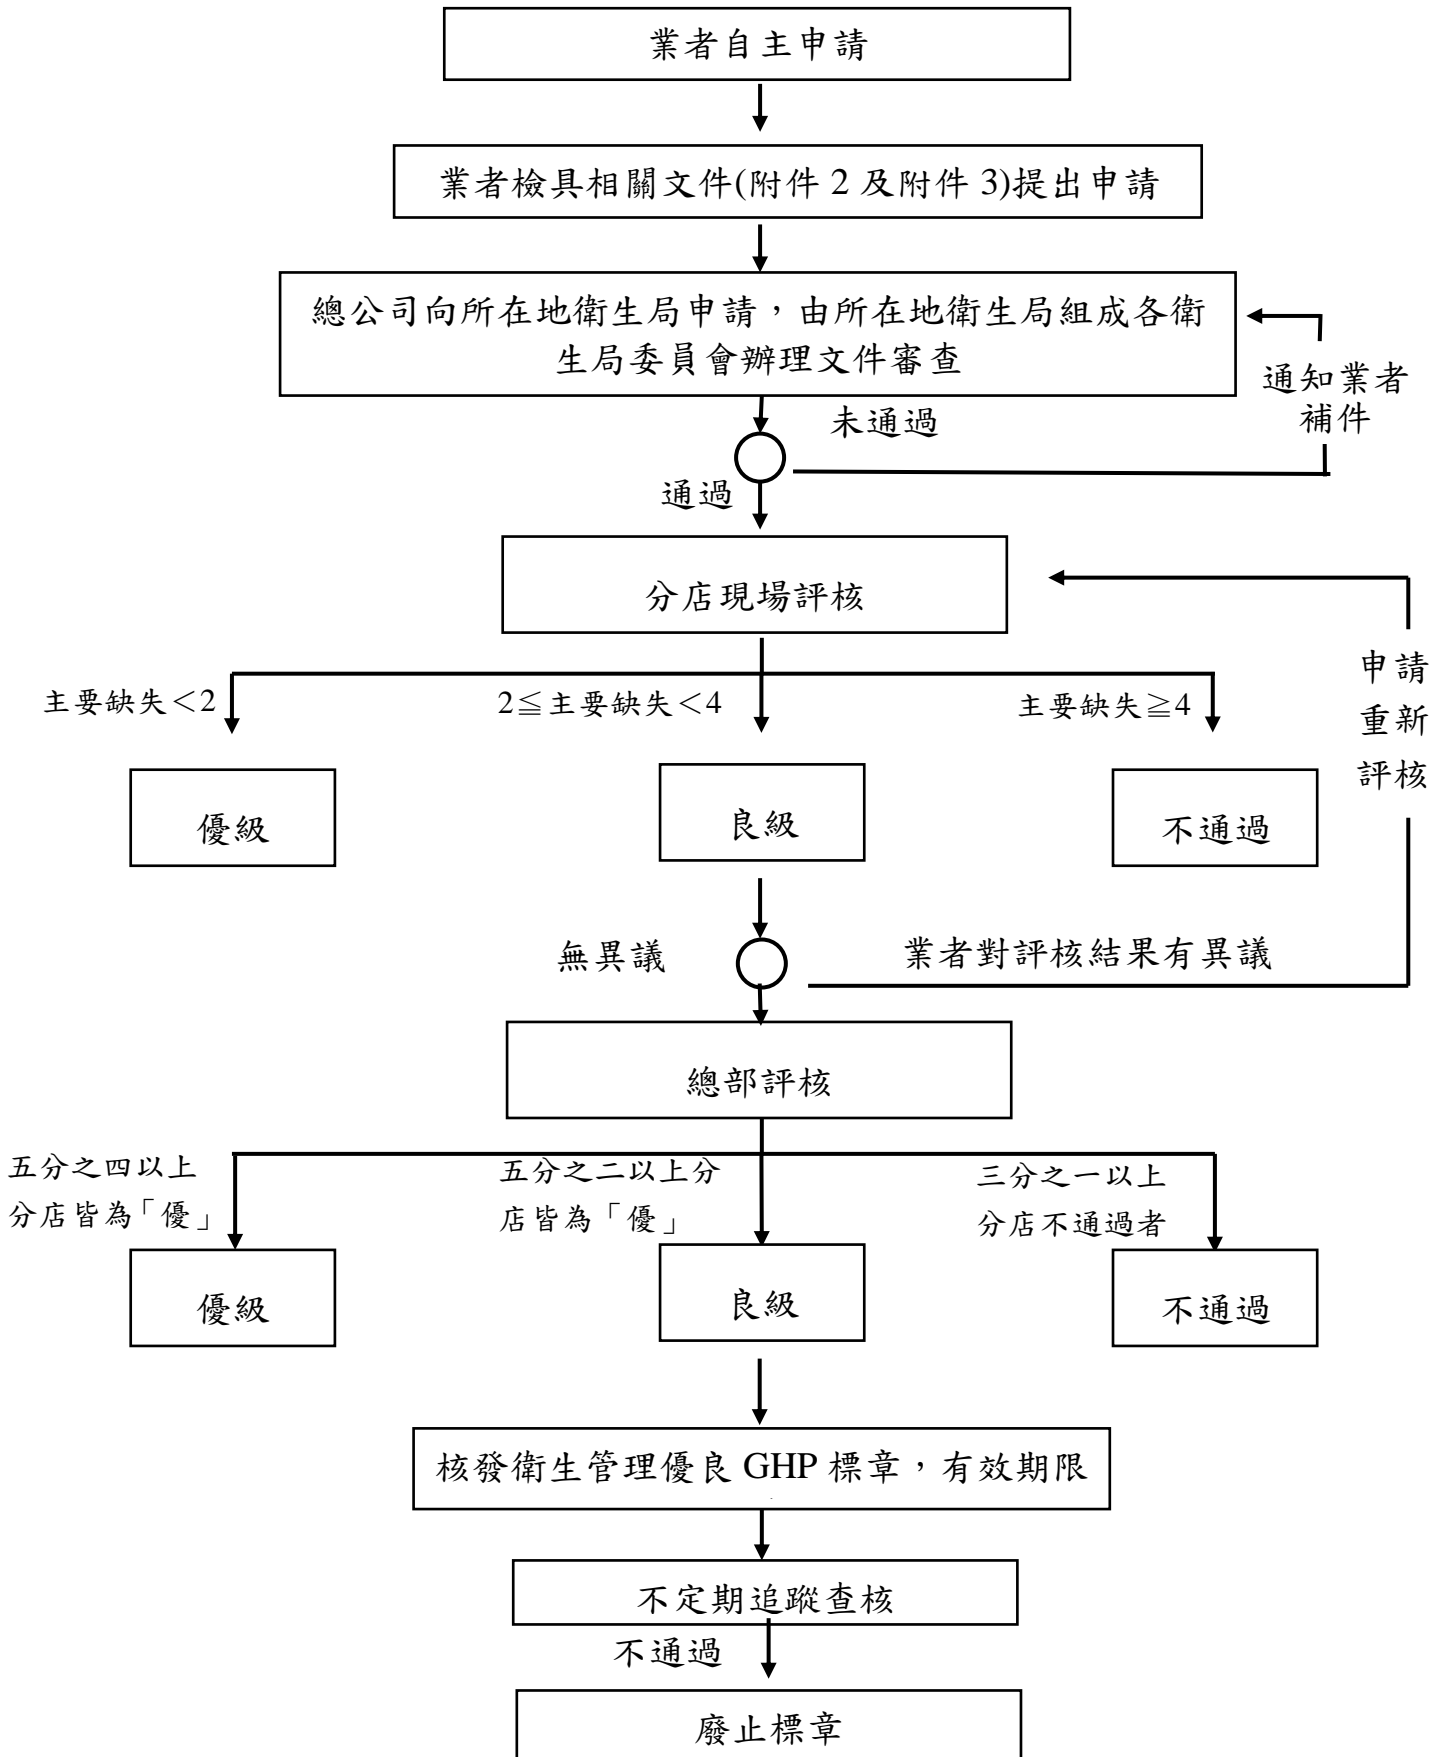 業者自主申請
業者檢具相關文件(附件 2 及附件 3)提出申請
總公司向所在地衛生局申請，由所在地衛生局組成各衛
生局委員會辦理文件審查
通知業者
補件
未通過
通過
分店現場評核
申請
重新
評核
主要缺失＜2
2≦主要缺失＜4
主要缺失≧4
優級
良級
不通過
無異議
業者對評核結果有異議
總部評核
五分之四以上
分店皆為「優」
五分之二以上分
店皆為「優」
三分之一以上
分店不通過者
優級
良級
不通過
核發衛生管理優良 GHP 標章，有效期限
不定期追蹤查核
不通過
廢止標章